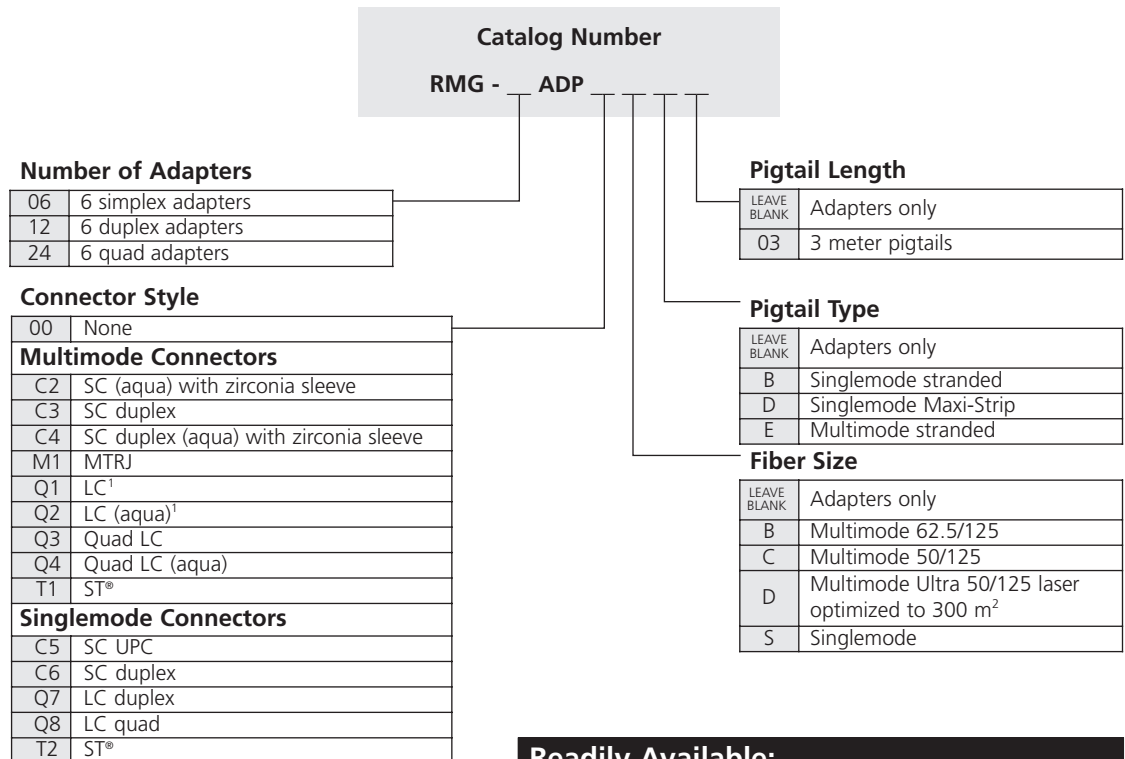 Catalog Number
RMG - __ ADP __ __ __ __
Number of Adapters
06 6 simplex adapters
12 6 duplex adapters
24 6 quad adapters
Connector Style
00 None
Multimode Connectors
C2 SC (aqua) with zirconia sleeve
C3 SC duplex
C4 SC duplex (aqua) with zirconia sleeve
M1 MTRJ
Q1 LC¹
Q2 LC (aqua)¹
Q3 Quad LC
Q4 Quad LC (aqua)
T1 ST®
Singlemode Connectors
C5 SC UPC
C6 SC duplex
Q7 LC duplex
Q8 LC quad
T2 ST®
Pigtail Length
LEAVE
BLANK Adapters only
03 3 meter pigtails
Pigtail Type
LEAVE
BLANK Adapters only
B Singlemode stranded
D Singlemode Maxi-Strip
E Multimode stranded
Fiber Size
LEAVE
BLANK Adapters only
B Multimode 62.5/125
C Multimode 50/125
D Multimode Ultra 50/125 laser
optimized to 300 m²
S Singlemode
Readily Available: